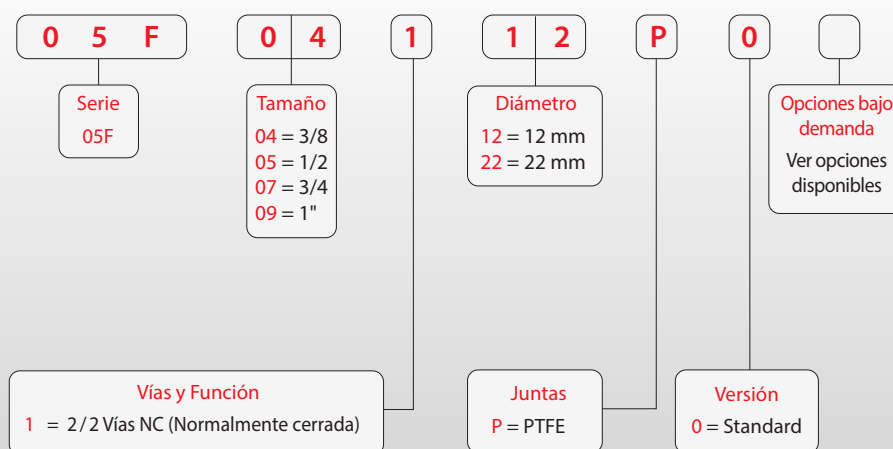 0 5 F 0 4 1 1 2 P 0
Serie
05F
Tamaño
04 = 3/8
05 = 1/2
07 = 3/4
09 = 1"
Diámetro
12 = 12 mm
22 = 22 mm
Opciones bajo
demanda
Ver opciones
disponibles
Vías y Función
1 = 2/2 Vías NC (Normalmente cerrada)
Juntas
P = PTFE
Versión
0 = Standard